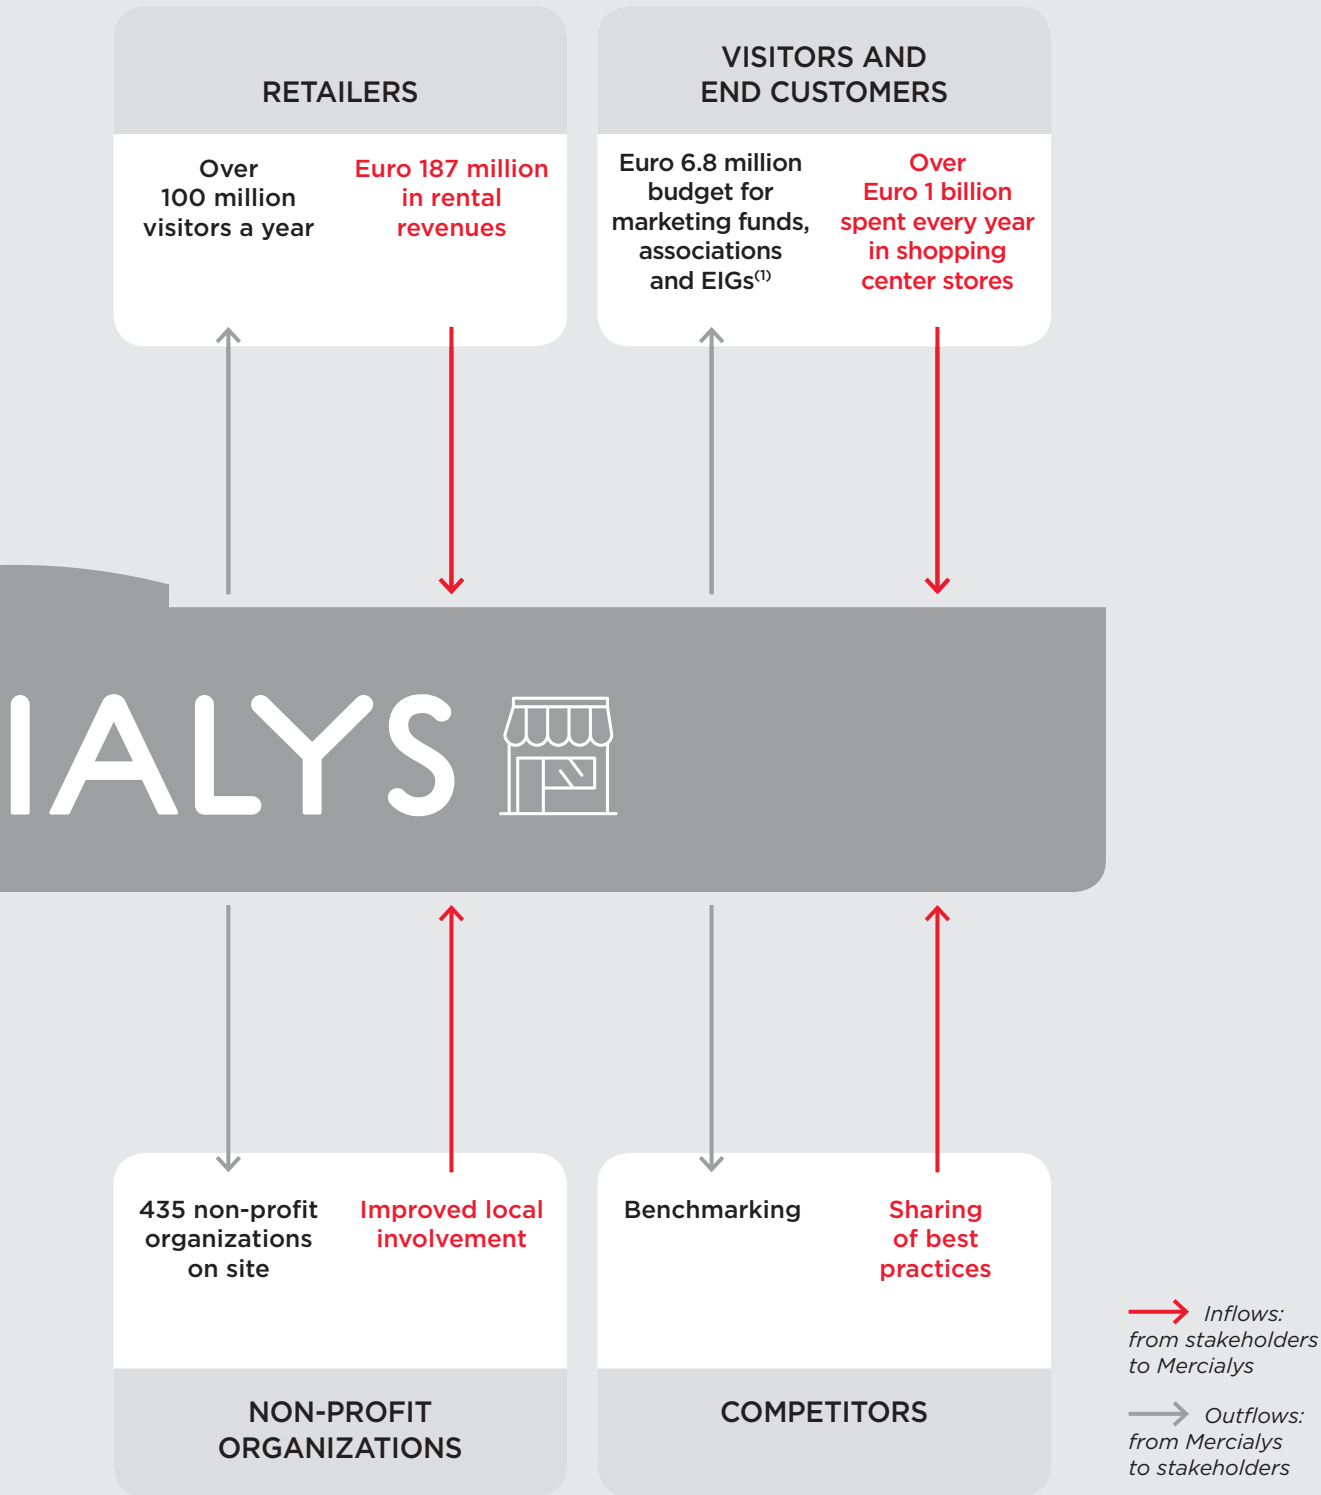 RETAILERS
Over
100 million
visitors a year
Euro 187 million
in rental
revenues
VISITORS AND
END CUSTOMERS
Euro 6.8 million
budget for
marketing funds,
associations
and EIGs(1)
Over
Euro 1 billion
spent every year
in shopping
center stores
IALYS
435 non-profit
organizations
on site
Improved local
involvement
NON-PROFIT
ORGANIZATIONS
Benchmarking
Sharing
of best
practices
COMPETITORS
Inflows:
from stakeholders
to Mercialys
Outflows:
from Mercialys
to stakeholders